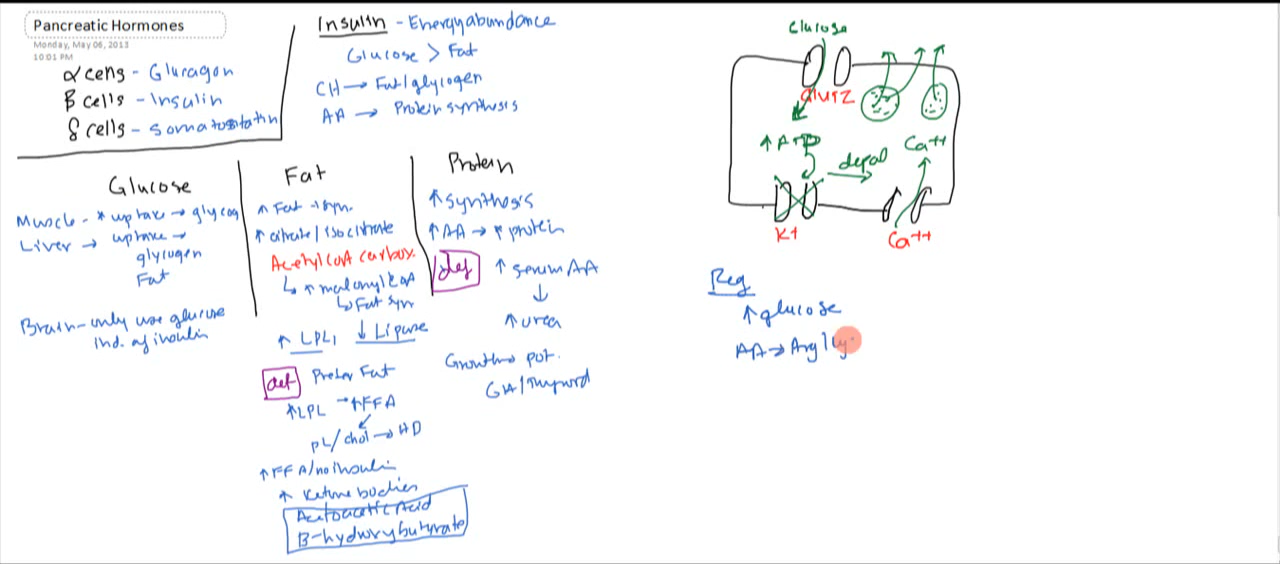 Pancreatic Hormones
Monday, May 06, 2013
10:01 PM
α cells - Glucagon
β cells - Insulin
δ cells - Somatostatin
Insulin - Energy abundance
Glucose > Fat
CH → Fat/glycogen
AA → Protein synthesis
Glucose
Muscle - * uptake → glycog
Liver → uptake →
glycogen
Fat
Brain - only use glucose
ind. of insulin
Fat
↑ Fat → syn.
↑ citrate/isocitrate
Acetyl CoA carbox.
↳ ↑ malonyl CoA
↳ Fat syn
↑ LPL, ↓ Lipase
def Prefer Fat
↑LPL → ↑FFA
PL/chol → HD
↑FFA/no insulin
↑ Ketone bodies
Acetoacetic Acid
B-hydroxybutyrate
Protein
↑ synthesis
↑ AA → ↑ protein
def ↑ serum AA
↓
↑ urea
Growth → pot.
GH/Thyroid
Glucose
Glut2
↑ATP
depol
Ca++
K+
Ca++
Reg
↑ glucose
AA → Arg/Ly